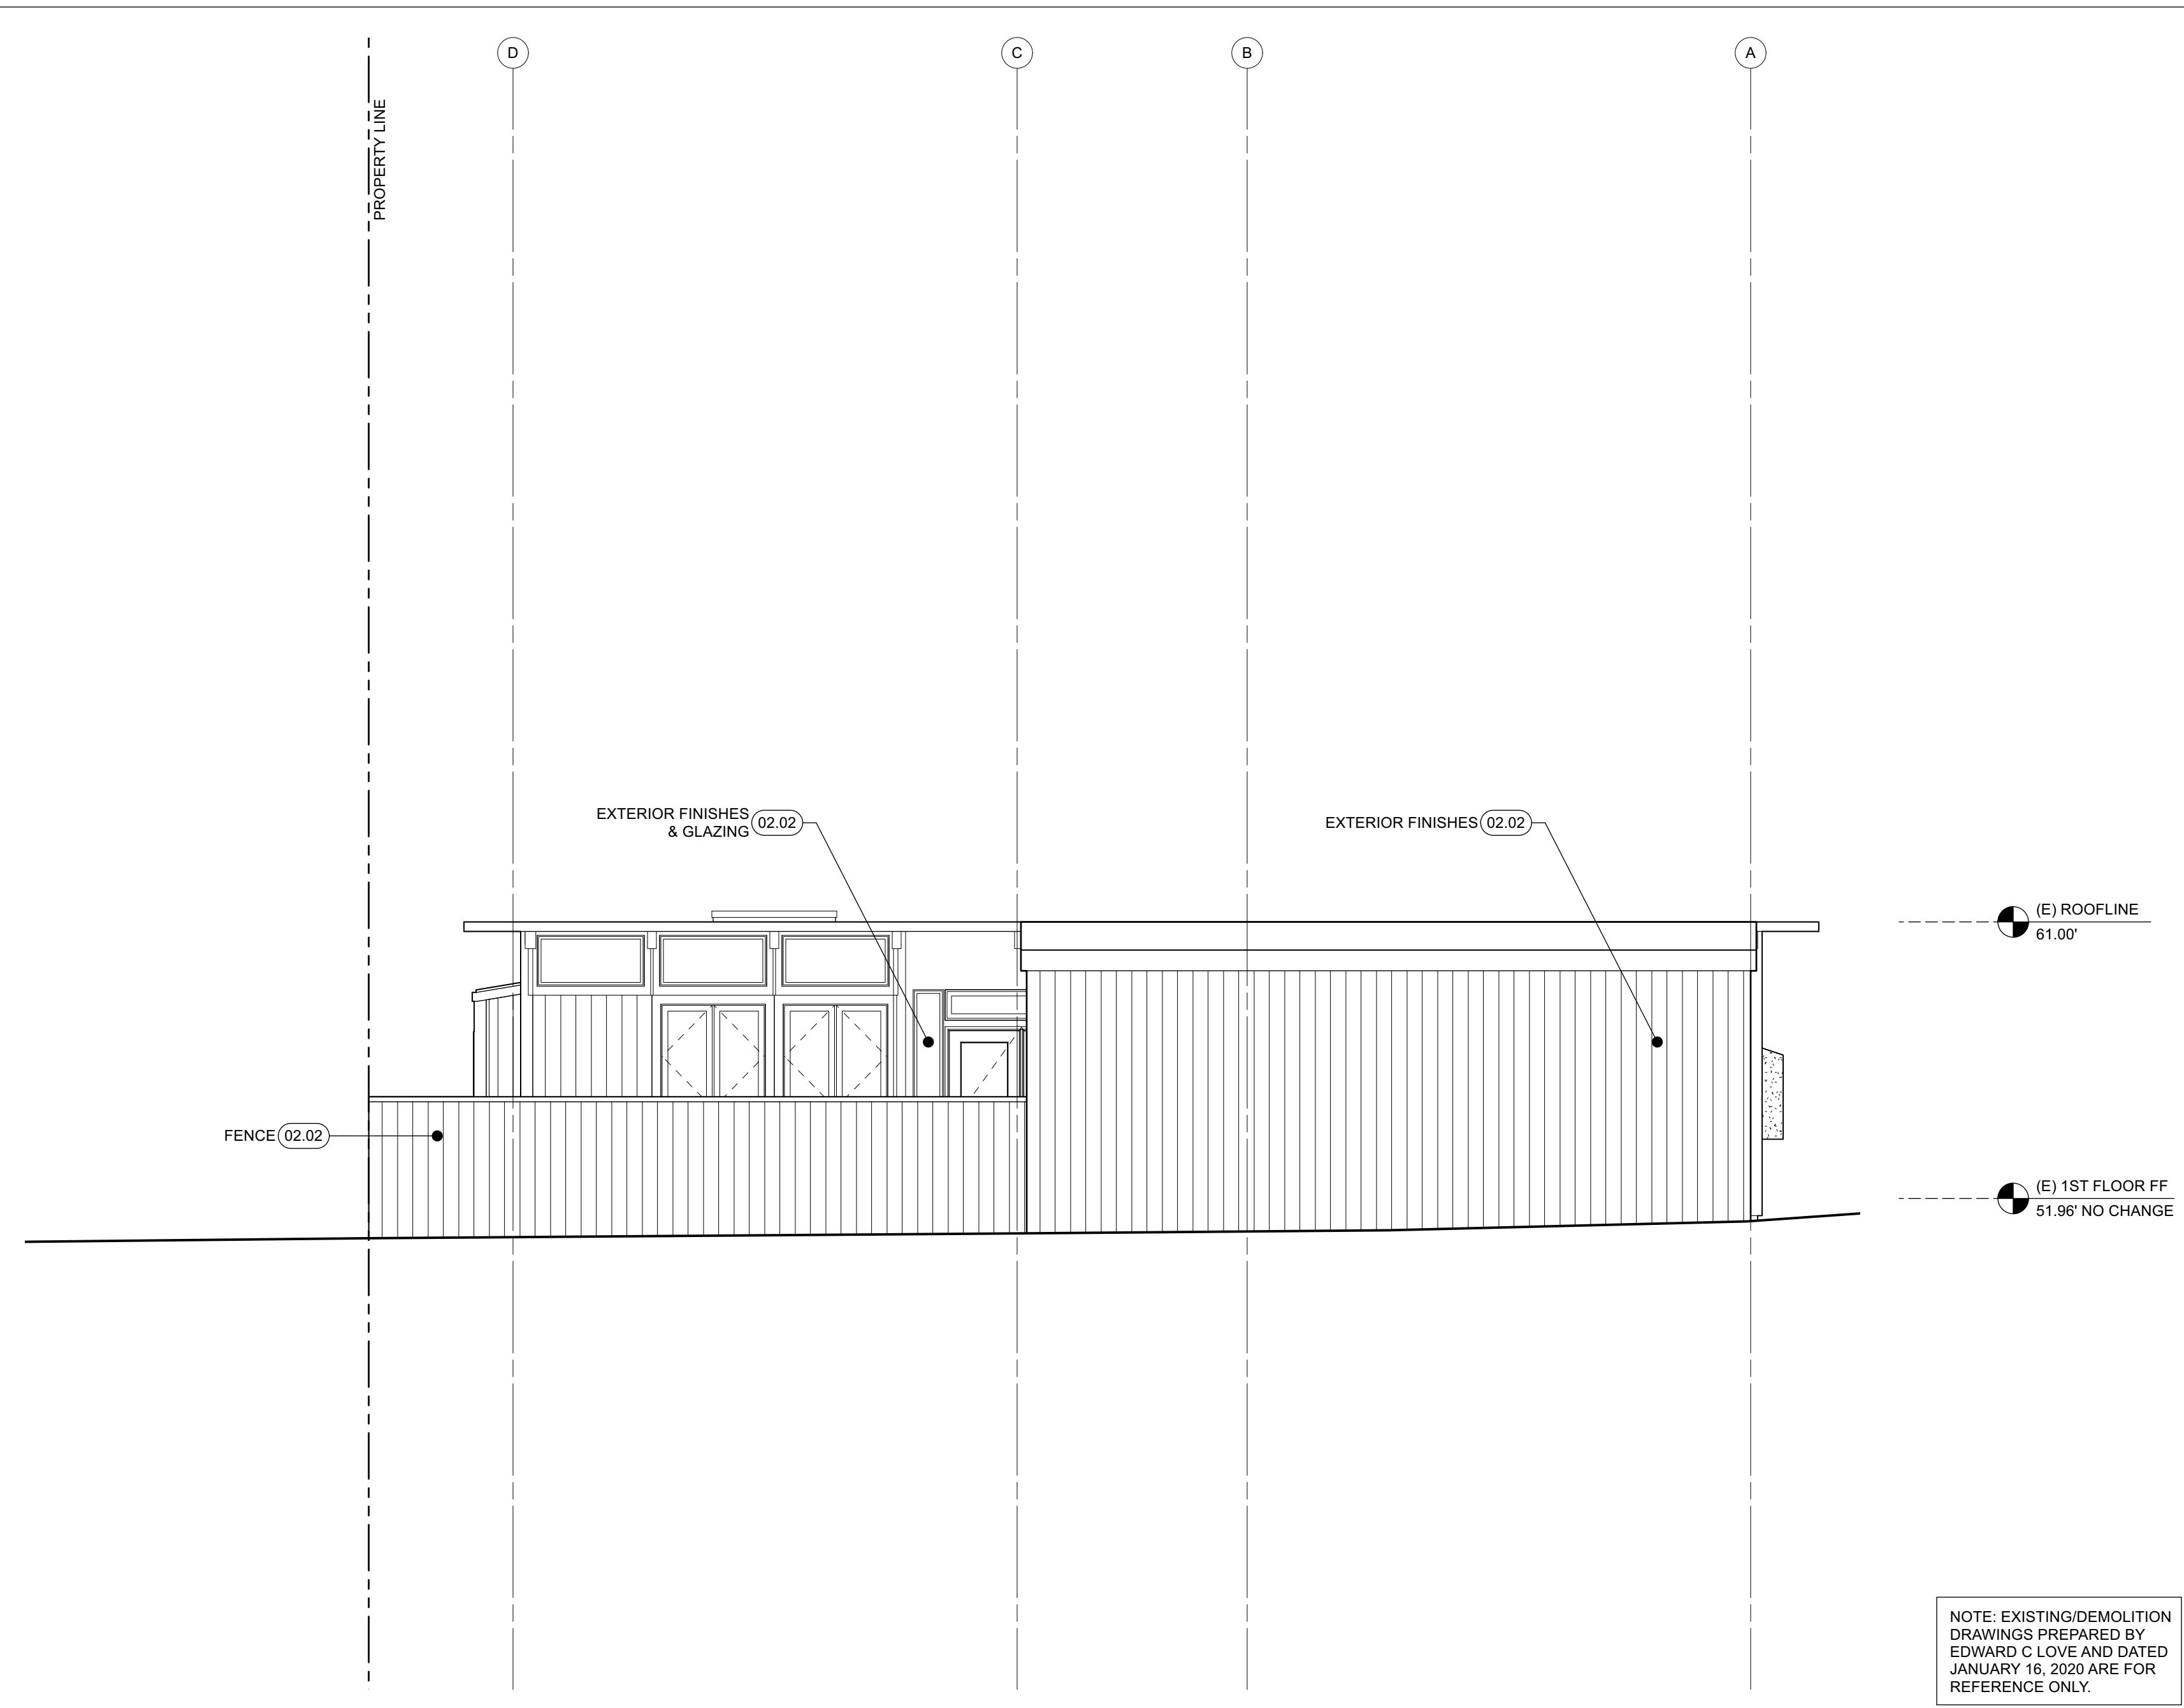 D
C
B
A
PROPERTY LINE
EXTERIOR FINISHES
& GLAZING
02.02
EXTERIOR FINISHES 02.02
(E) ROOFLINE
61.00'
FENCE 02.02
(E) 1ST FLOOR FF
51.96' NO CHANGE
NOTE: EXISTING/DEMOLITION
DRAWINGS PREPARED BY
EDWARD C LOVE AND DATED
JANUARY 16, 2020 ARE FOR
REFERENCE ONLY.